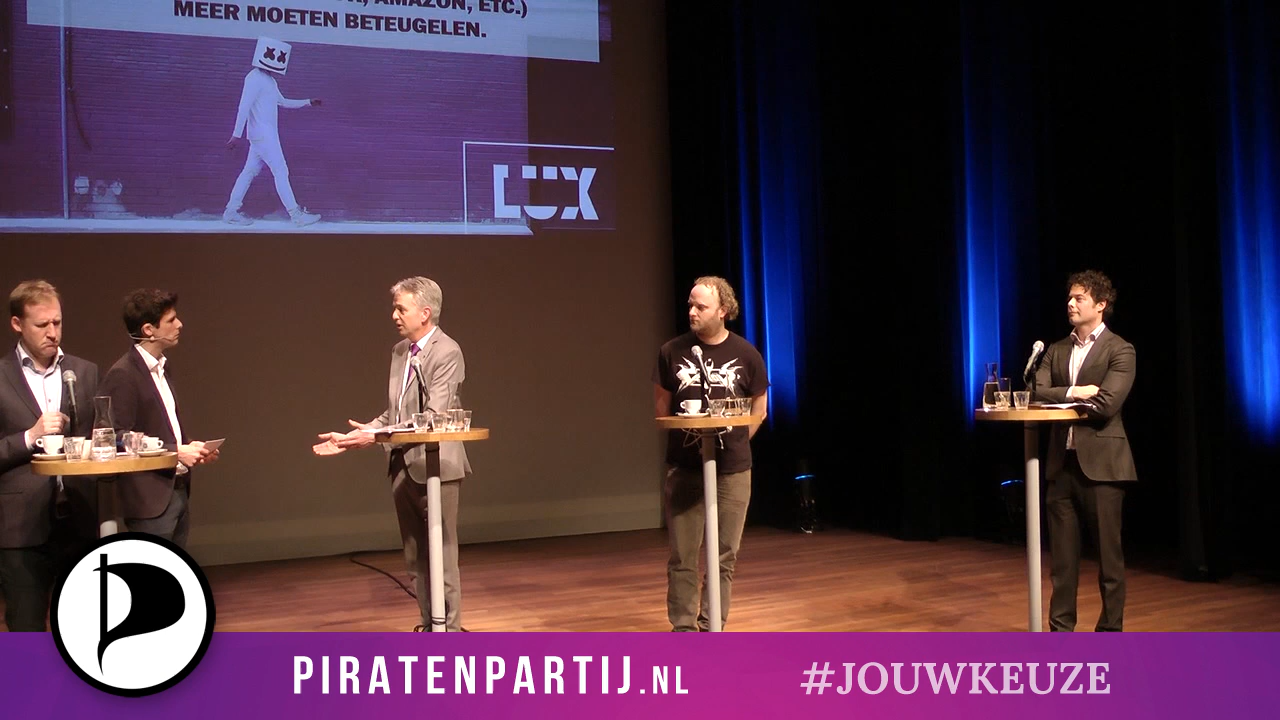 AMAZON, ETC.)
MEER MOETEN BETEUGELEN.
LUX
PIRATENPARTIJ.NL
#JOUWKEUZE